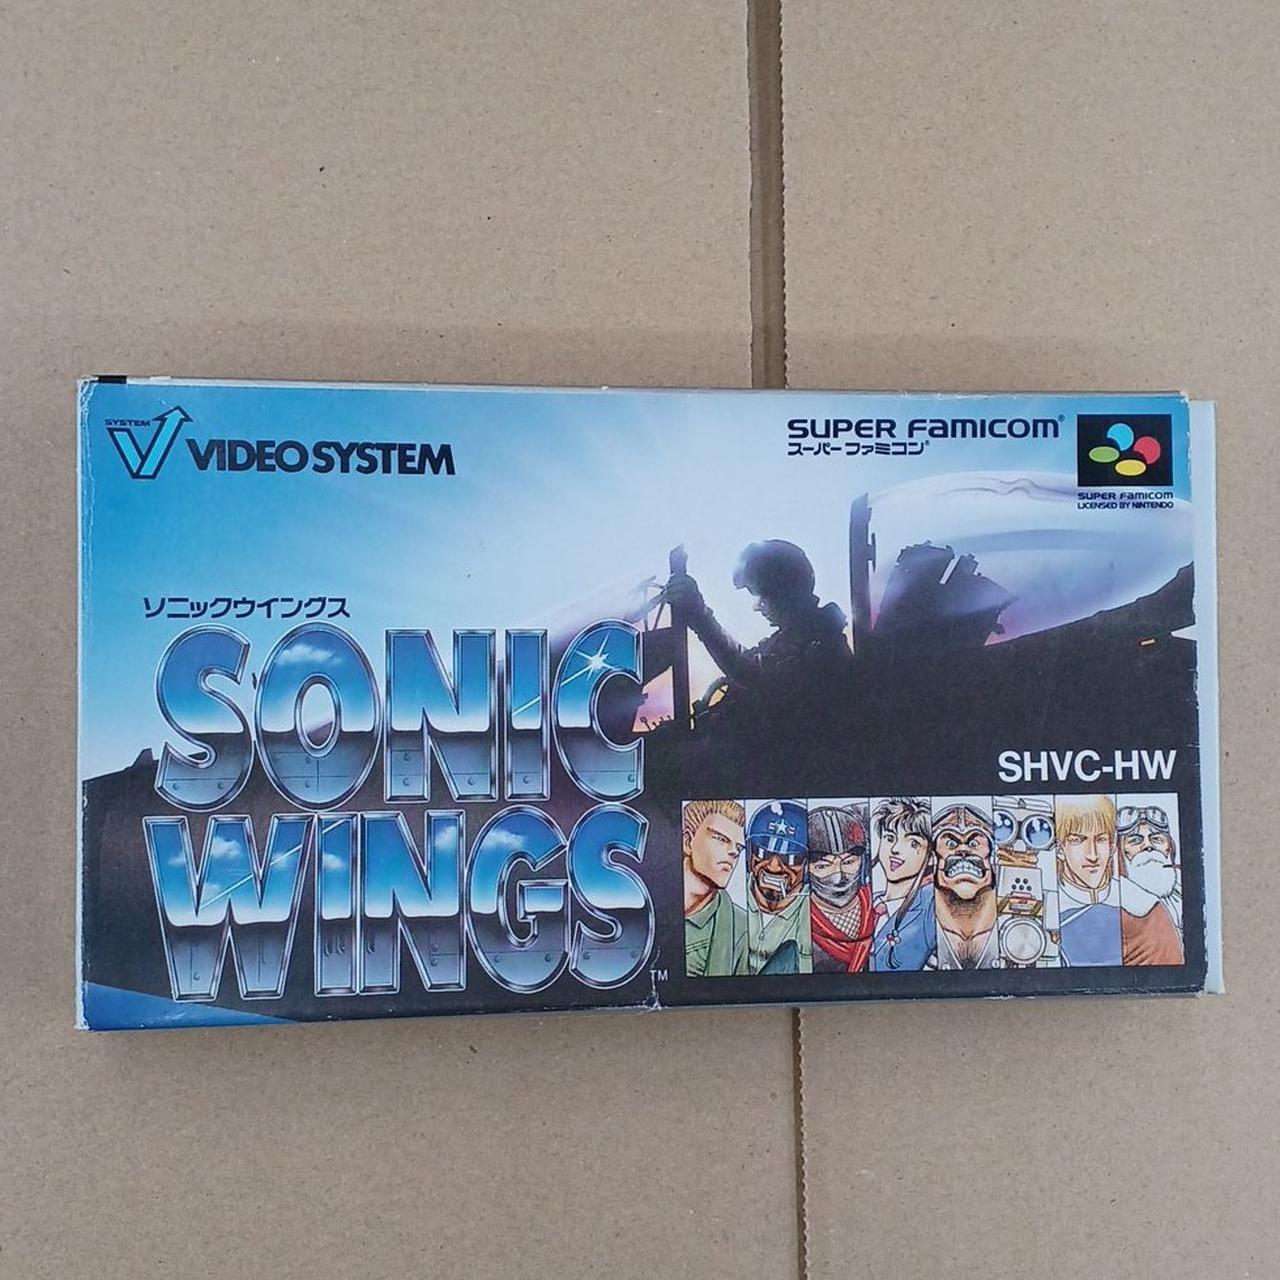 SYSTEM
VIDEO SYSTEM
SUPER FAMICOM®
スーパーファミコン®
SUPER FAMICOM
LICENSED BY NINTENDO
ソニックウイングス
SONIC
WINGS™
SHVC-HW